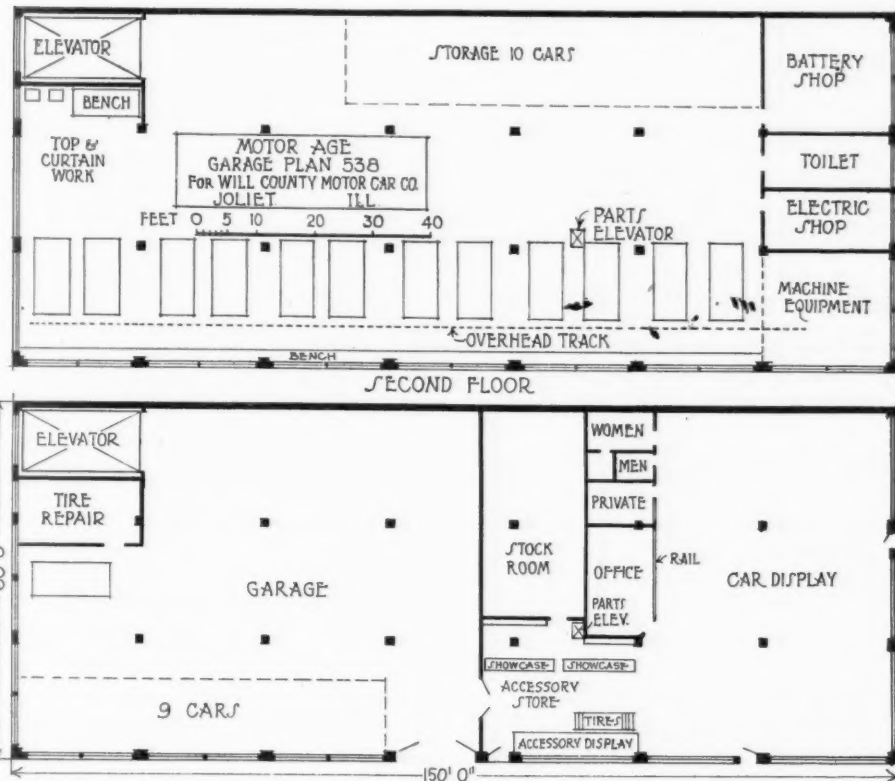 ELEVATOR
STORAGE 10 CARS
BATTERY
SHOP
BENCH
TOP &
CURTAIN
WORK
MOTOR AGE
GARAGE PLAN 538
FOR WILL COUNTY MOTOR CAR CO.
JOLIET ILL.
FEET 0 5 10 20 30 40
TOILET
PARTS
ELEVATOR
ELECTRIC
SHOP
MACHINE
EQUIPMENT
OVERHEAD TRACK
BENCH
SECOND FLOOR
ELEVATOR
WOMEN
MEN
TIRE
REPAIR
PRIVATE
STOCK
ROOM
OFFICE
RAIL
GARAGE
CAR DISPLAY
PARTS
ELEV.
SHOWCASE
SHOWCASE
9 CARS
ACCESSORY
STORE
TIRES
ACCESSORY DISPLAY
150' 0"